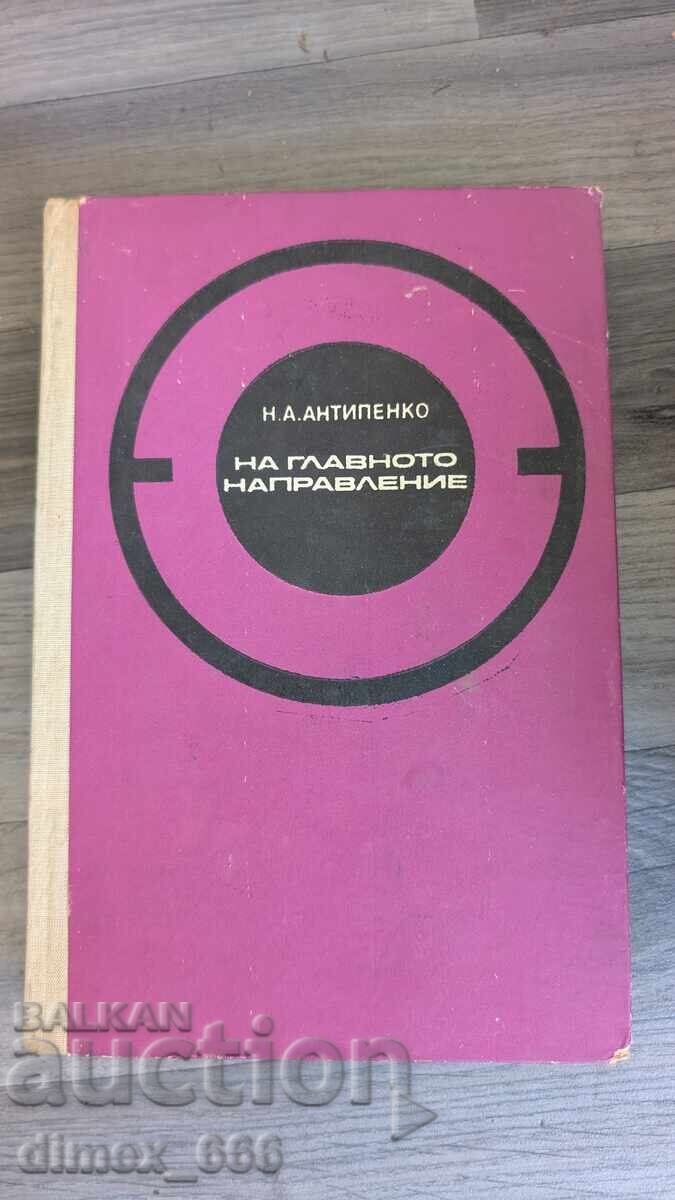 Н.А.АНТИПЕНКО
НА ГЛАВНОТО
НАПРАВЛЕНИЕ
BALKAN
auction
dimex_666